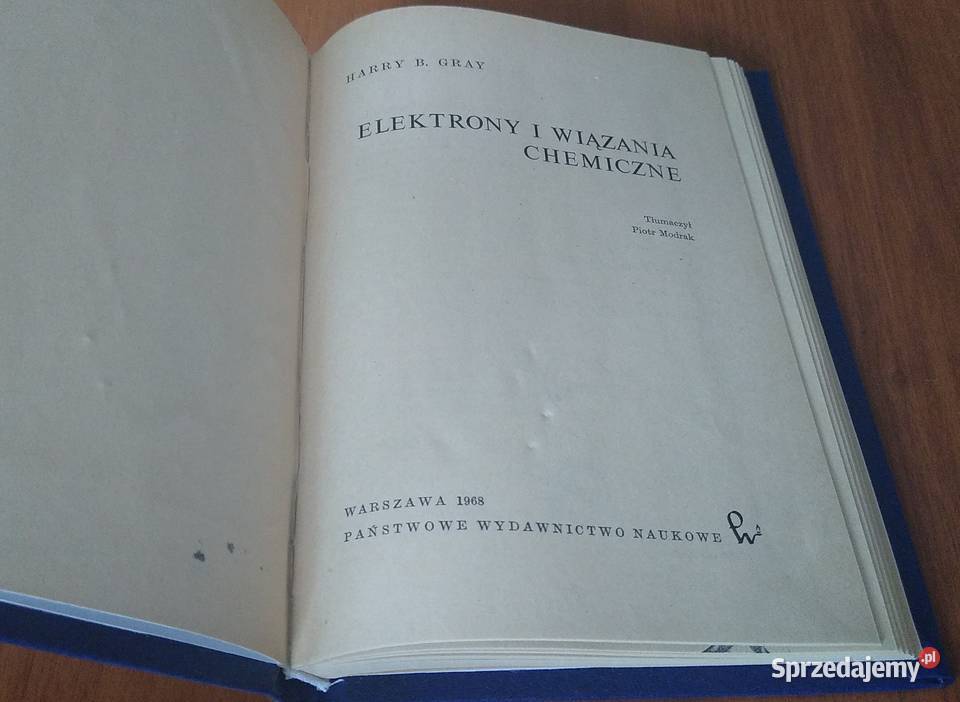 HARRY B. GRAY
ELEKTRONY I WIĄZANIA
CHEMICZNE
Tłumaczył
Piotr Modrak
WARSZAWA 1968
PAŃSTWOWE WYDAWNICTWO NAUKOWE
Sprzedajemy.pl